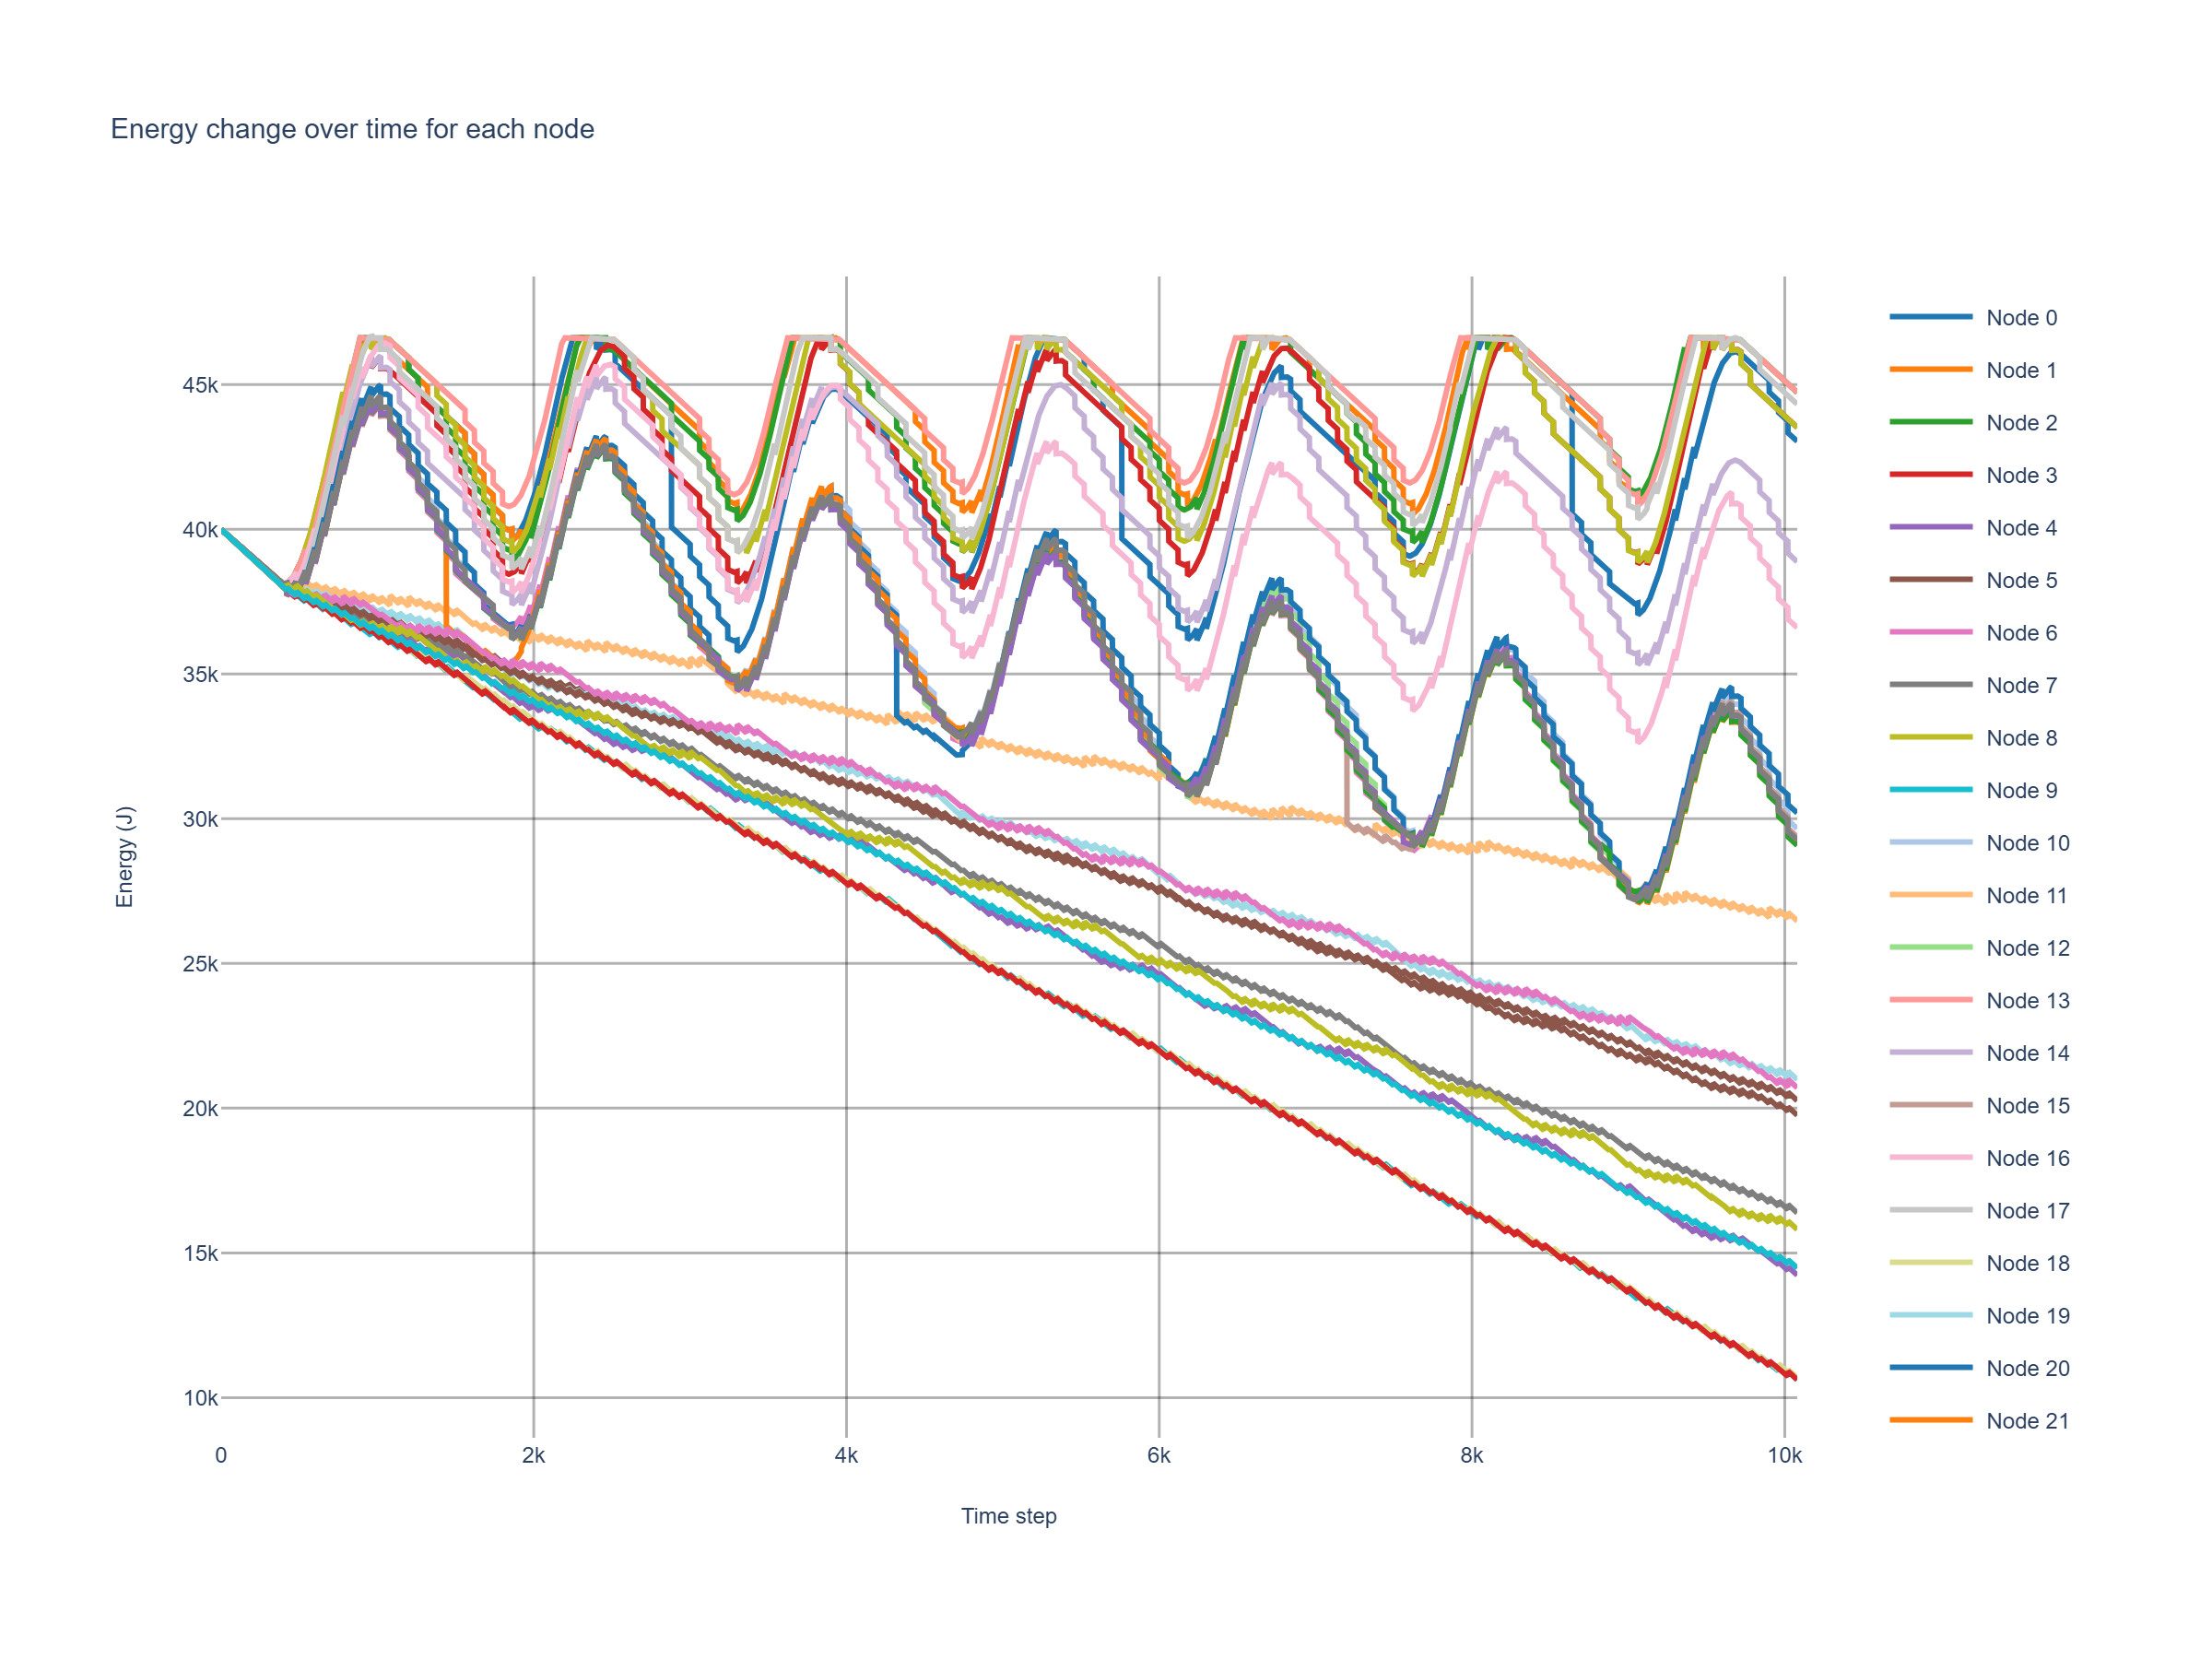 Energy change over time for each node
45k
40k
35k
30k
25k
20k
15k
10k
Energy (J)
0
2k
4k
6k
8k
10k
Time step
Node 0
Node 1
Node 2
Node 3
Node 4
Node 5
Node 6
Node 7
Node 8
Node 9
Node 10
Node 11
Node 12
Node 13
Node 14
Node 15
Node 16
Node 17
Node 18
Node 19
Node 20
Node 21